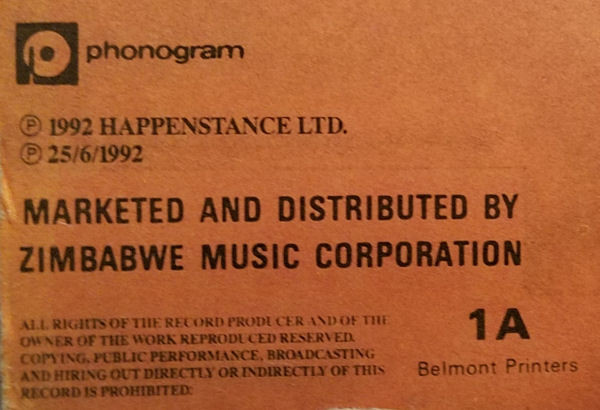 phonogram
Ⓟ 1992 HAPPENSTANCE LTD.
Ⓟ 25/6/1992
MARKETED AND DISTRIBUTED BY
ZIMBABWE MUSIC CORPORATION
ALL RIGHTS OF THE RECORD PRODUCER AND OF THE
OWNER OF THE WORK REPRODUCED RESERVED.
COPYING, PUBLIC PERFORMANCE, BROADCASTING
AND HIRING OUT DIRECTLY OR INDIRECTLY OF THIS
RECORD IS PROHIBITED:
1A
Belmont Printers